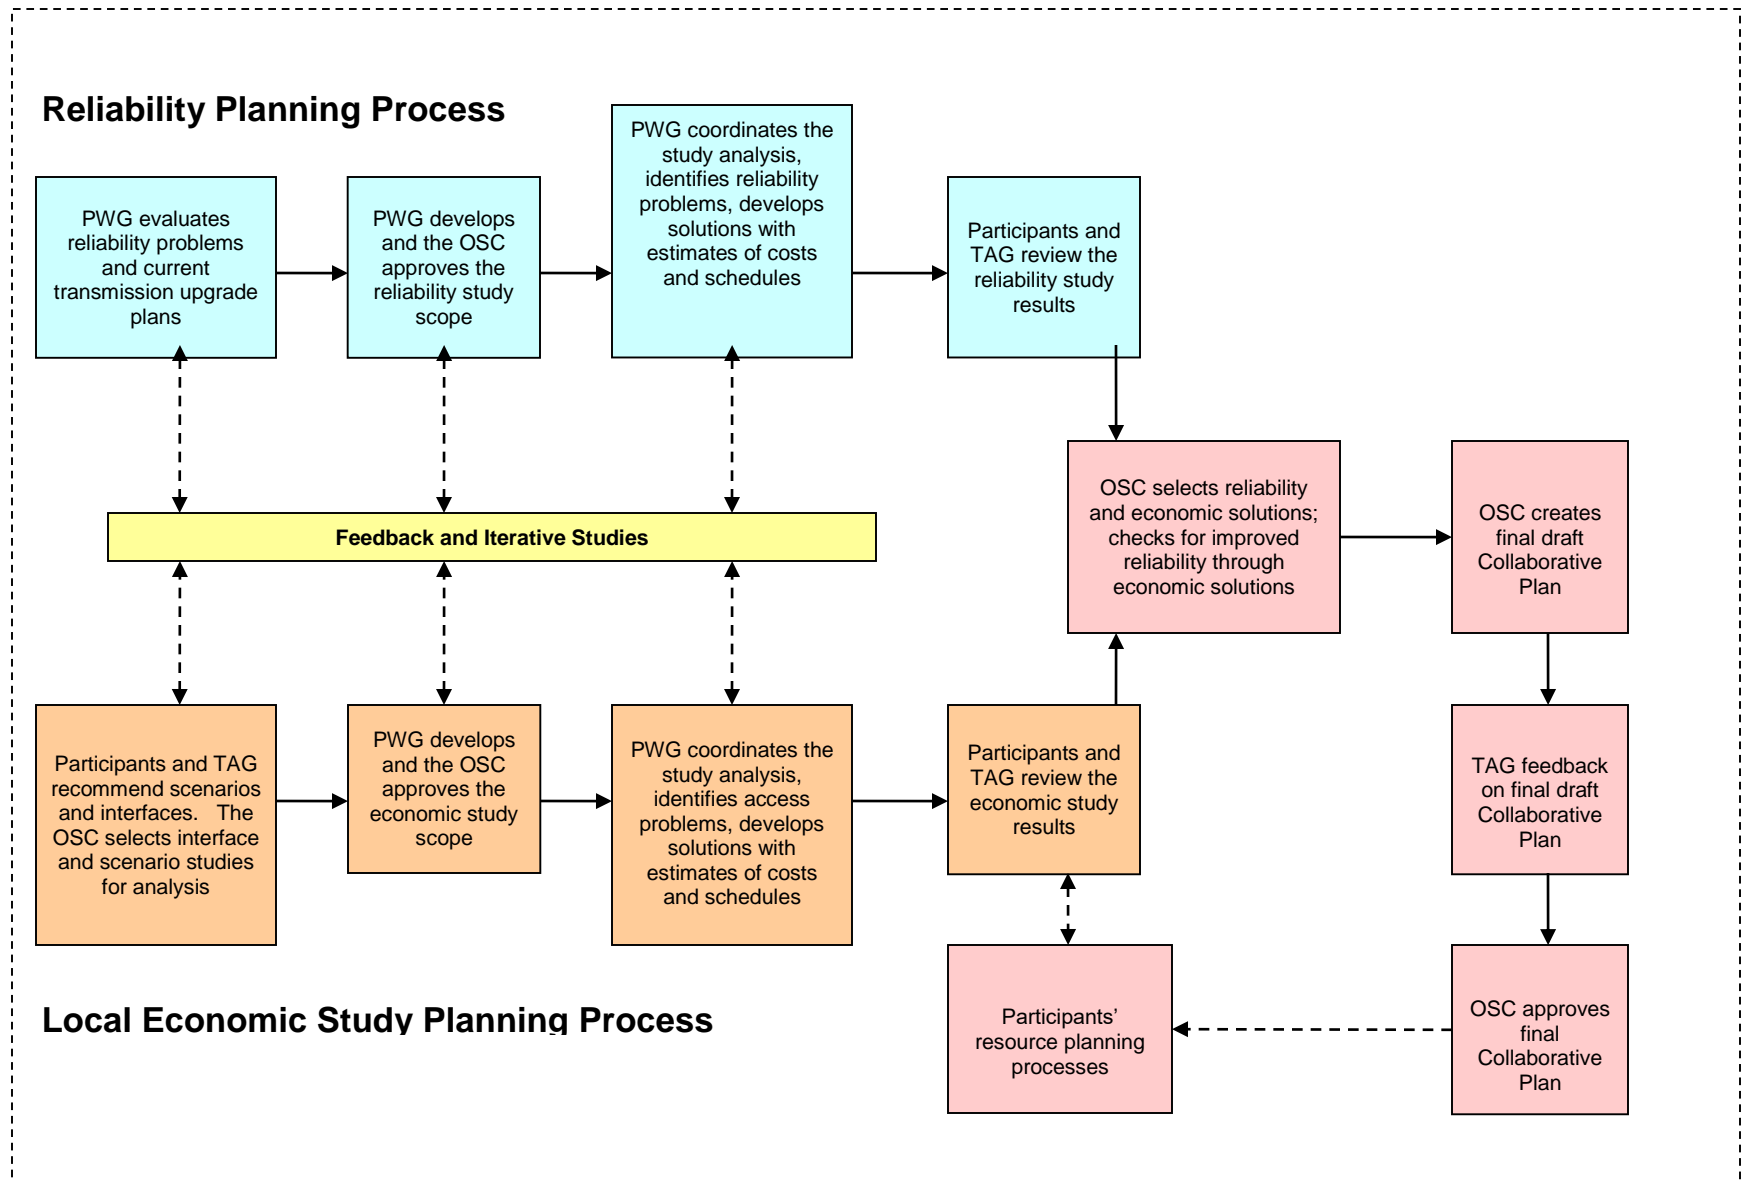 Reliability Planning Process
PWG evaluates
reliability problems
and current
transmission upgrade
plans
PWG develops
and the OSC
approves the
reliability study
scope
PWG coordinates the
study analysis,
identifies reliability
problems, develops
solutions with
estimates of costs
and schedules
Participants and
TAG review the
reliability study
results
Feedback and Iterative Studies
OSC selects reliability
and economic solutions;
checks for improved
reliability through
economic solutions
OSC creates
final draft
Collaborative
Plan
Participants and TAG
recommend scenarios
and interfaces.   The
OSC selects interface
and scenario studies
for analysis
PWG develops
and the OSC
approves the
economic study
scope
PWG coordinates the
study analysis,
identifies access
problems, develops
solutions with
estimates of costs
and schedules
Participants and
TAG review the
economic study
results
TAG feedback
on final draft
Collaborative
Plan
Local Economic Study Planning Process
Participants’
resource planning
processes
OSC approves
final
Collaborative
Plan